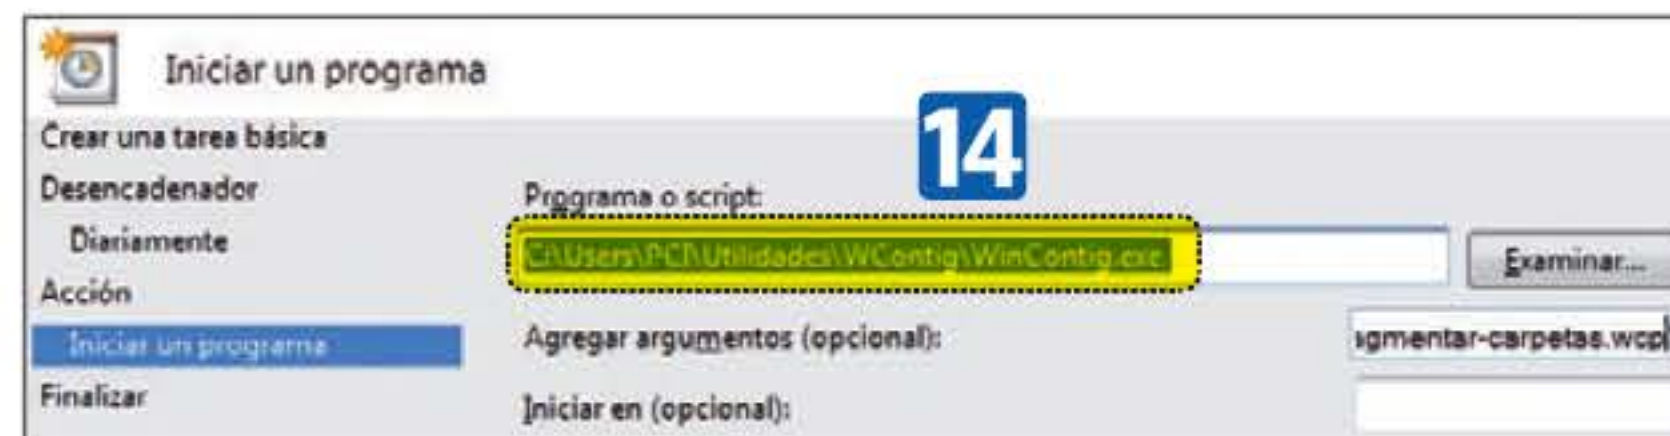 Iniciar un programa
14
Crear una tarea básica
Desencadenador
Diariamente
Acción
Iniciar un programa
Finalizar
Programa o script:
C:\Users\PCI\Utilidades\WContig\WinContig.exe
Examinar...
Agregar argumentos (opcional):
agmentar-carpetas.wcp
Iniciar en (opcional):